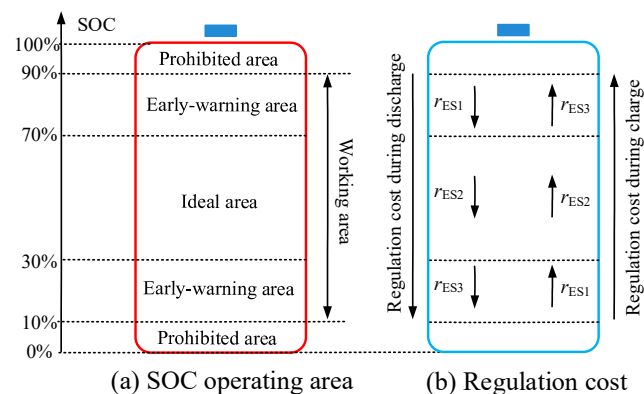 SOC
100%
90%
70%
30%
10%
0%
Prohibited area
Early-warning area
Ideal area
Early-warning area
Prohibited area
Working area
(a) SOC operating area
Regulation cost during discharge
rES1
rES3
rES2
rES2
rES3
rES1
Regulation cost during charge
(b) Regulation cost